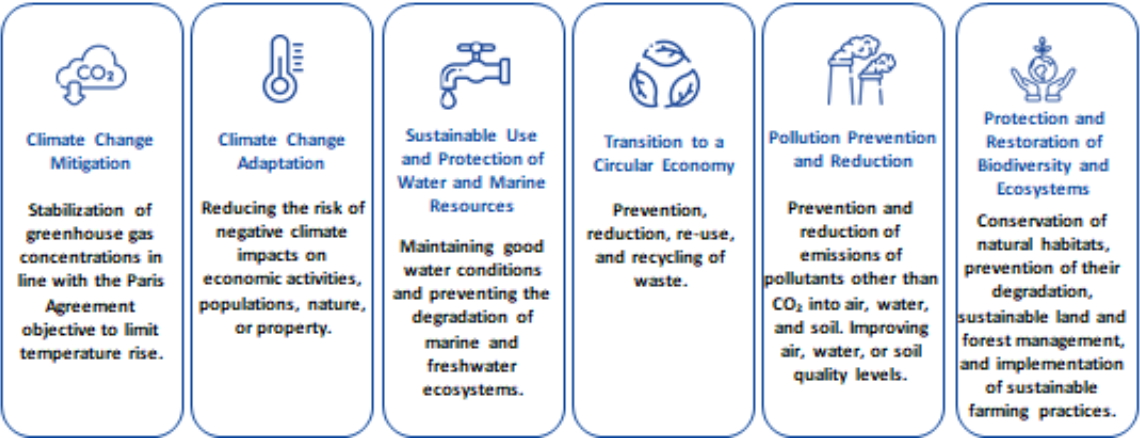 CO₂
Climate Change
Mitigation
Stabilization of
greenhouse gas
concentrations in
line with the Paris
Agreement
objective to limit
temperature rise.
Climate Change
Adaptation
Reducing the risk of
negative climate
impacts on
economic activities,
populations, nature,
or property.
Sustainable Use
and Protection of
Water and Marine
Resources
Maintaining good
water conditions
and preventing the
degradation of
marine and
freshwater
ecosystems.
Transition to a
Circular Economy
Prevention,
reduction, re-use,
and recycling of
waste.
Pollution Prevention
and Reduction
Prevention and
reduction of
emissions of
pollutants other than
CO₂ into air, water,
and soil. Improving
air, water, or soil
quality levels.
Protection and
Restoration of
Biodiversity and
Ecosystems
Conservation of
natural habitats,
prevention of their
degradation,
sustainable land and
forest management,
and implementation
of sustainable
farming practices.